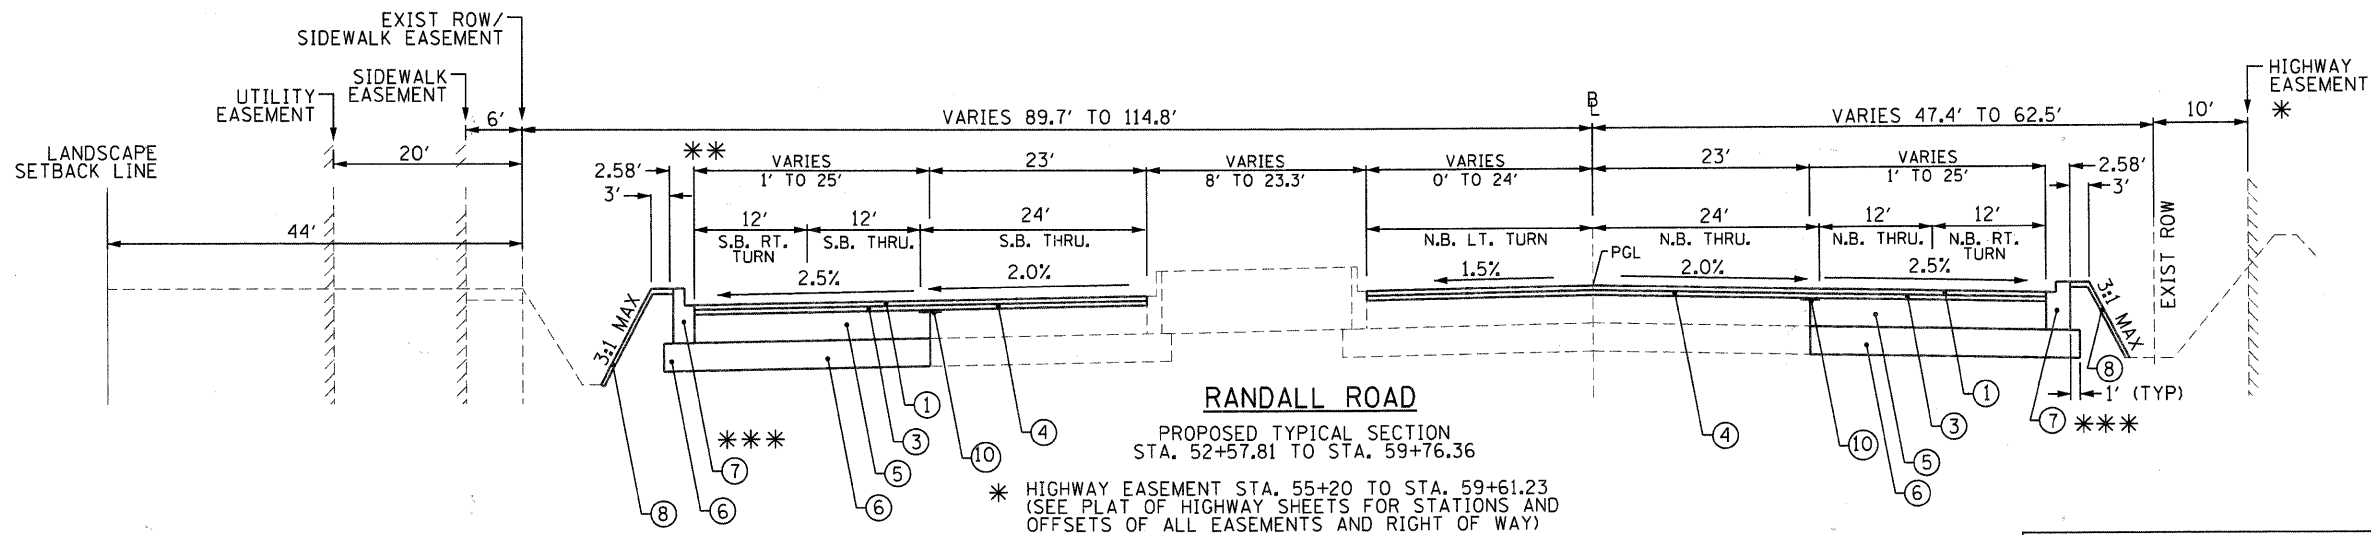 EXIST ROW/
SIDEWALK EASEMENT
SIDEWALK
EASEMENT
UTILITY
EASEMENT
LANDSCAPE
SETBACK LINE
HIGHWAY
EASEMENT
*
6'
VARIES 89.7' TO 114.8'
B
L
VARIES 47.4' TO 62.5'
10'
20'
2.58'
3'
**
VARIES
1' TO 25'
23'
VARIES
8' TO 23.3'
VARIES
0' TO 24'
23'
VARIES
1' TO 25'
2.58'
3'
44'
12'
S.B. RT.
TURN
12'
S.B. THRU.
24'
S.B. THRU.
N.B. LT. TURN
24'
N.B. THRU.
12'
N.B. THRU.
12'
N.B. RT.
TURN
EXIST ROW
2.5%
2.0%
1.5%
PGL
2.0%
2.5%
3:1 MAX
3:1 MAX
1
3
4
5
10
6
7
***
6
8
4
10
1
3
5
6
7
8
1' (TYP)
***
RANDALL ROAD
PROPOSED TYPICAL SECTION
STA. 52+57.81 TO STA. 59+76.36
* HIGHWAY EASEMENT STA. 55+20 TO STA. 59+61.23
(SEE PLAT OF HIGHWAY SHEETS FOR STATIONS AND
OFFSETS OF ALL EASEMENTS AND RIGHT OF WAY)